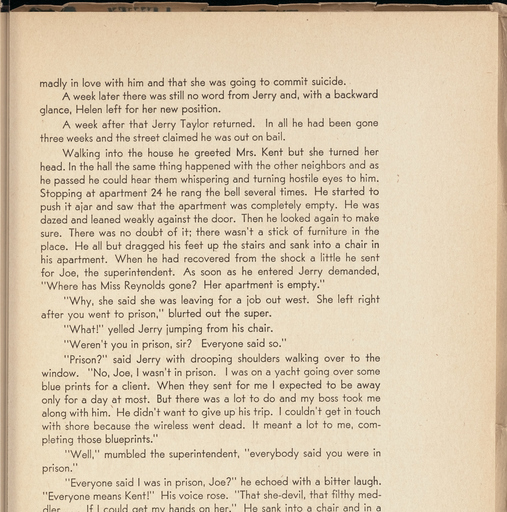 madly in love with him and that she was going to commit suicide.
A week later there was still no word from Jerry and, with a backward
glance, Helen left for her new position.
A week after that Jerry Taylor returned. In all he had been gone
three weeks and the street claimed he was out on bail.
Walking into the house he greeted Mrs. Kent but she turned her
head. In the hall the same thing happened with the other neighbors and as
he passed he could hear them whispering and turning hostile eyes to him.
Stopping at apartment 24 he rang the bell several times. He started to
push it ajar and saw that the apartment was completely empty. He was
dazed and leaned weakly against the door. Then he looked again to make
sure. There was no doubt of it; there wasn't a stick of furniture in the
place. He all but dragged his feet up the stairs and sank into a chair in
his apartment. When he had recovered from the shock a little he sent
for Joe, the superintendent. As soon as he entered Jerry demanded,
"Where has Miss Reynolds gone? Her apartment is empty."
"Why, she said she was leaving for a job out west. She left right
after you went to prison," blurted out the super.
"What!" yelled Jerry jumping from his chair.
"Weren't you in prison, sir? Everyone said so."
"Prison?" said Jerry with drooping shoulders walking over to the
window. "No, Joe, I wasn't in prison. I was on a yacht going over some
blue prints for a client. When they sent for me I expected to be away
only for a day at most. But there was a lot to do and my boss took me
along with him. He didn't want to give up his trip. I couldn't get in touch
with shore because the wireless went dead. It meant a lot to me, com-
pleting those blueprints."
"Well," mumbled the superintendent, "everybody said you were in
prison."
"Everyone said I was in prison, Joe?" he echoed with a bitter laugh.
"Everyone means Kent!" His voice rose. "That she-devil, that filthy med-
dler. If I could get my hands on her." He sank into a chair and in a